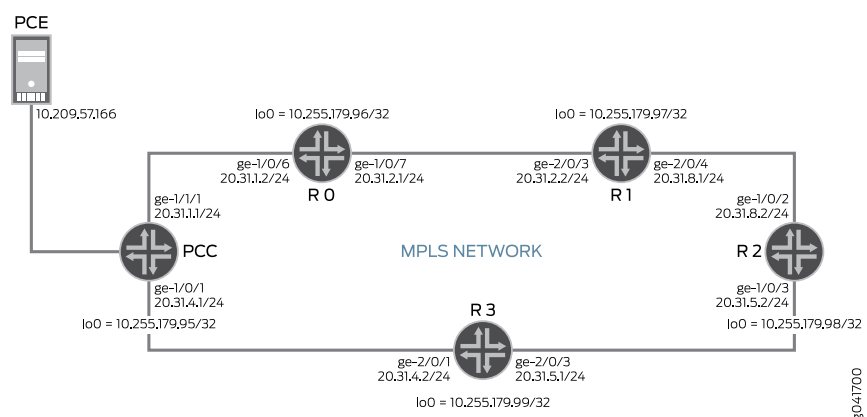 PCE
10.209.57.166
lo0 = 10.255.179.96/32
lo0 = 10.255.179.97/32
ge-1/0/6
20.31.1.2/24
ge-1/0/7
20.31.2.1/24
R 0
ge-2/0/3
20.31.2.2/24
ge-2/0/4
20.31.8.1/24
R 1
ge-1/1/1
20.31.1.1/24
ge-1/0/2
20.31.8.2/24
PCC
MPLS NETWORK
R 2
ge-1/0/1
20.31.4.1/24
ge-1/0/3
20.31.5.2/24
lo0 = 10.255.179.95/32
R 3
lo0 = 10.255.179.98/32
ge-2/0/1
20.31.4.2/24
ge-2/0/3
20.31.5.1/24
lo0 = 10.255.179.99/32
g041700